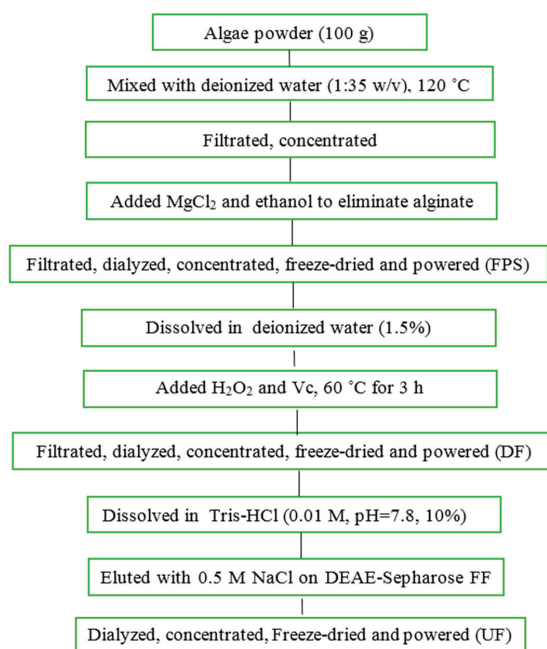 Algae powder (100 g)
Mixed with deionized water (1:35 w/v), 120 ˚C
Filtrated, concentrated
Added MgCl₂ and ethanol to eliminate alginate
Filtrated, dialyzed, concentrated, freeze-dried and powered (FPS)
Dissolved in deionized water (1.5%)
Added H₂O₂ and Vc, 60 ˚C for 3 h
Filtrated, dialyzed, concentrated, freeze-dried and powered (DF)
Dissolved in Tris-HCl (0.01 M, pH=7.8, 10%)
Eluted with 0.5 M NaCl on DEAE-Sepharose FF
Dialyzed, concentrated, Freeze-dried and powered (UF)